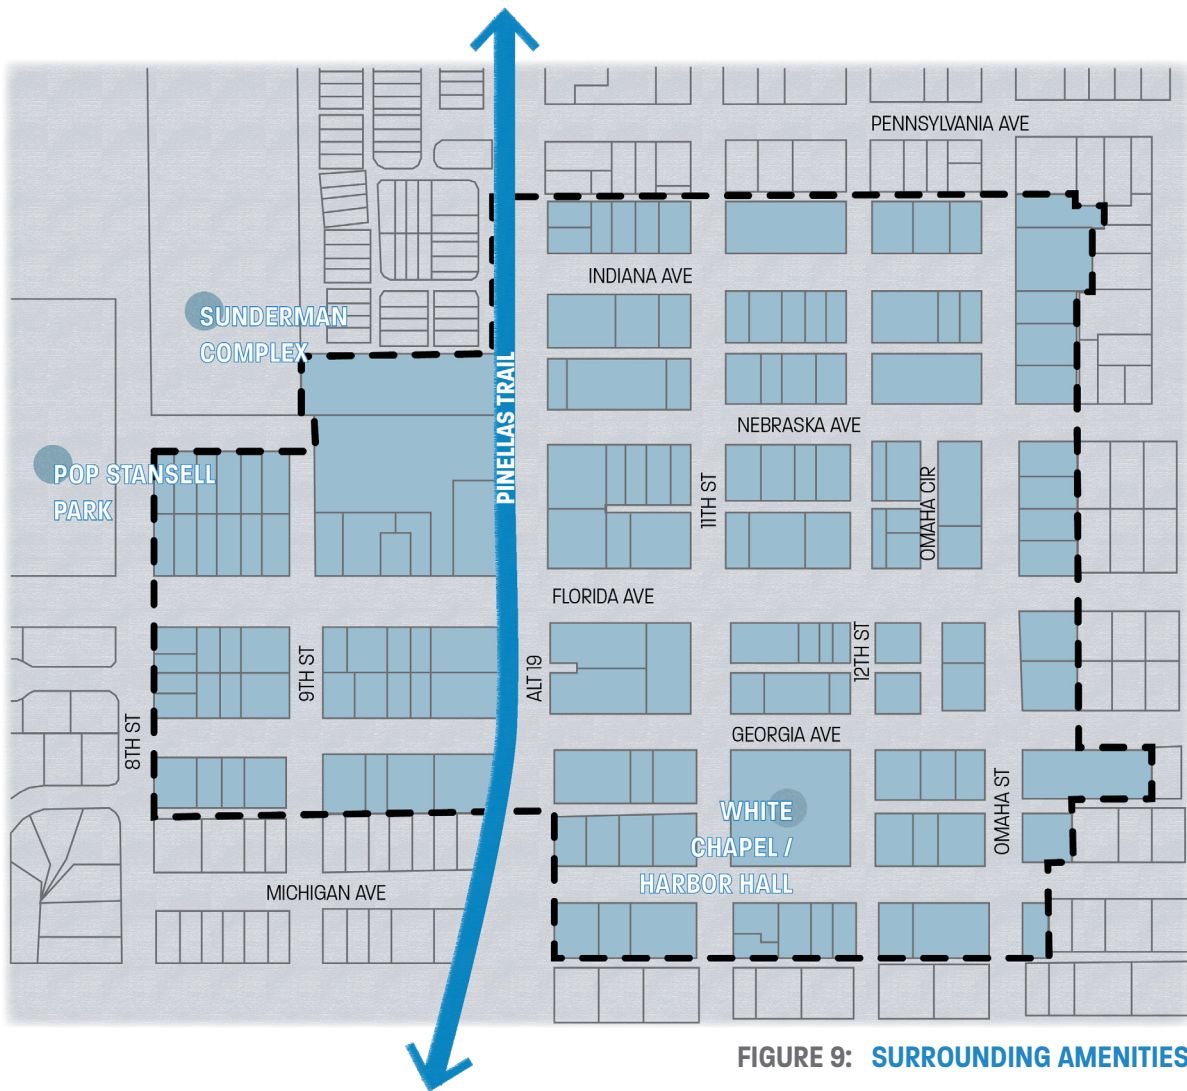 PENNSYLVANIA AVE
INDIANA AVE
SUNDERMAN
COMPLEX
PINELLAS TRAIL
NEBRASKA AVE
POP STANSELL
PARK
11TH ST
OMAHA CIR
FLORIDA AVE
9TH ST
ALT 19
12TH ST
8TH ST
GEORGIA AVE
OMAHA ST
WHITE
CHAPEL /
HARBOR HALL
MICHIGAN AVE
FIGURE 9: SURROUNDING AMENITIES